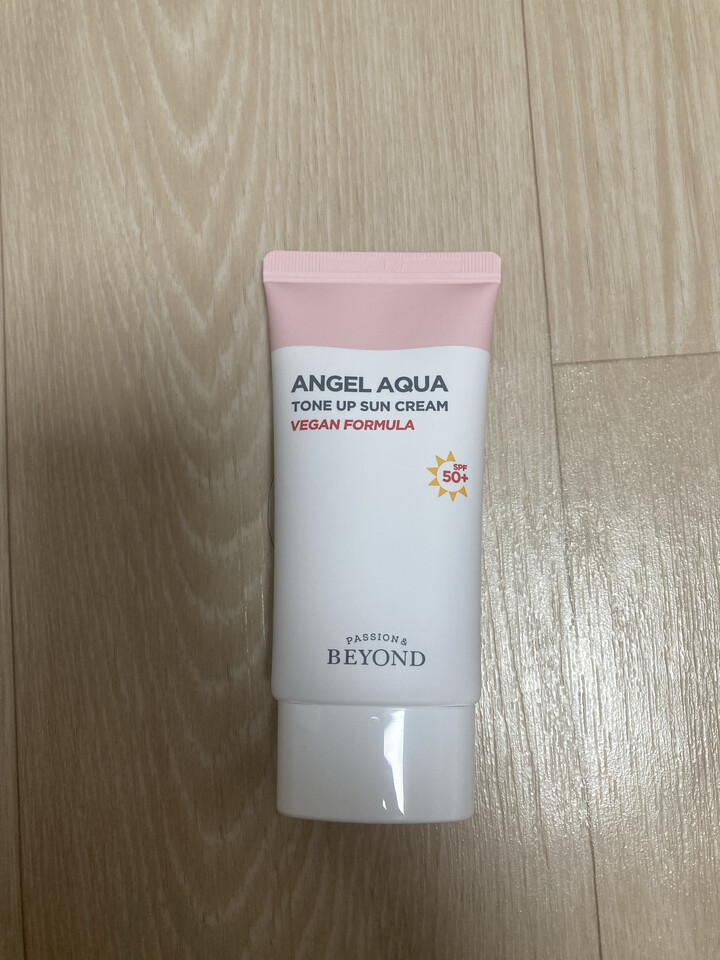 ANGEL AQUA
TONE UP SUN CREAM
VEGAN FORMULA
SPF
50+
PASSION &
BEYOND